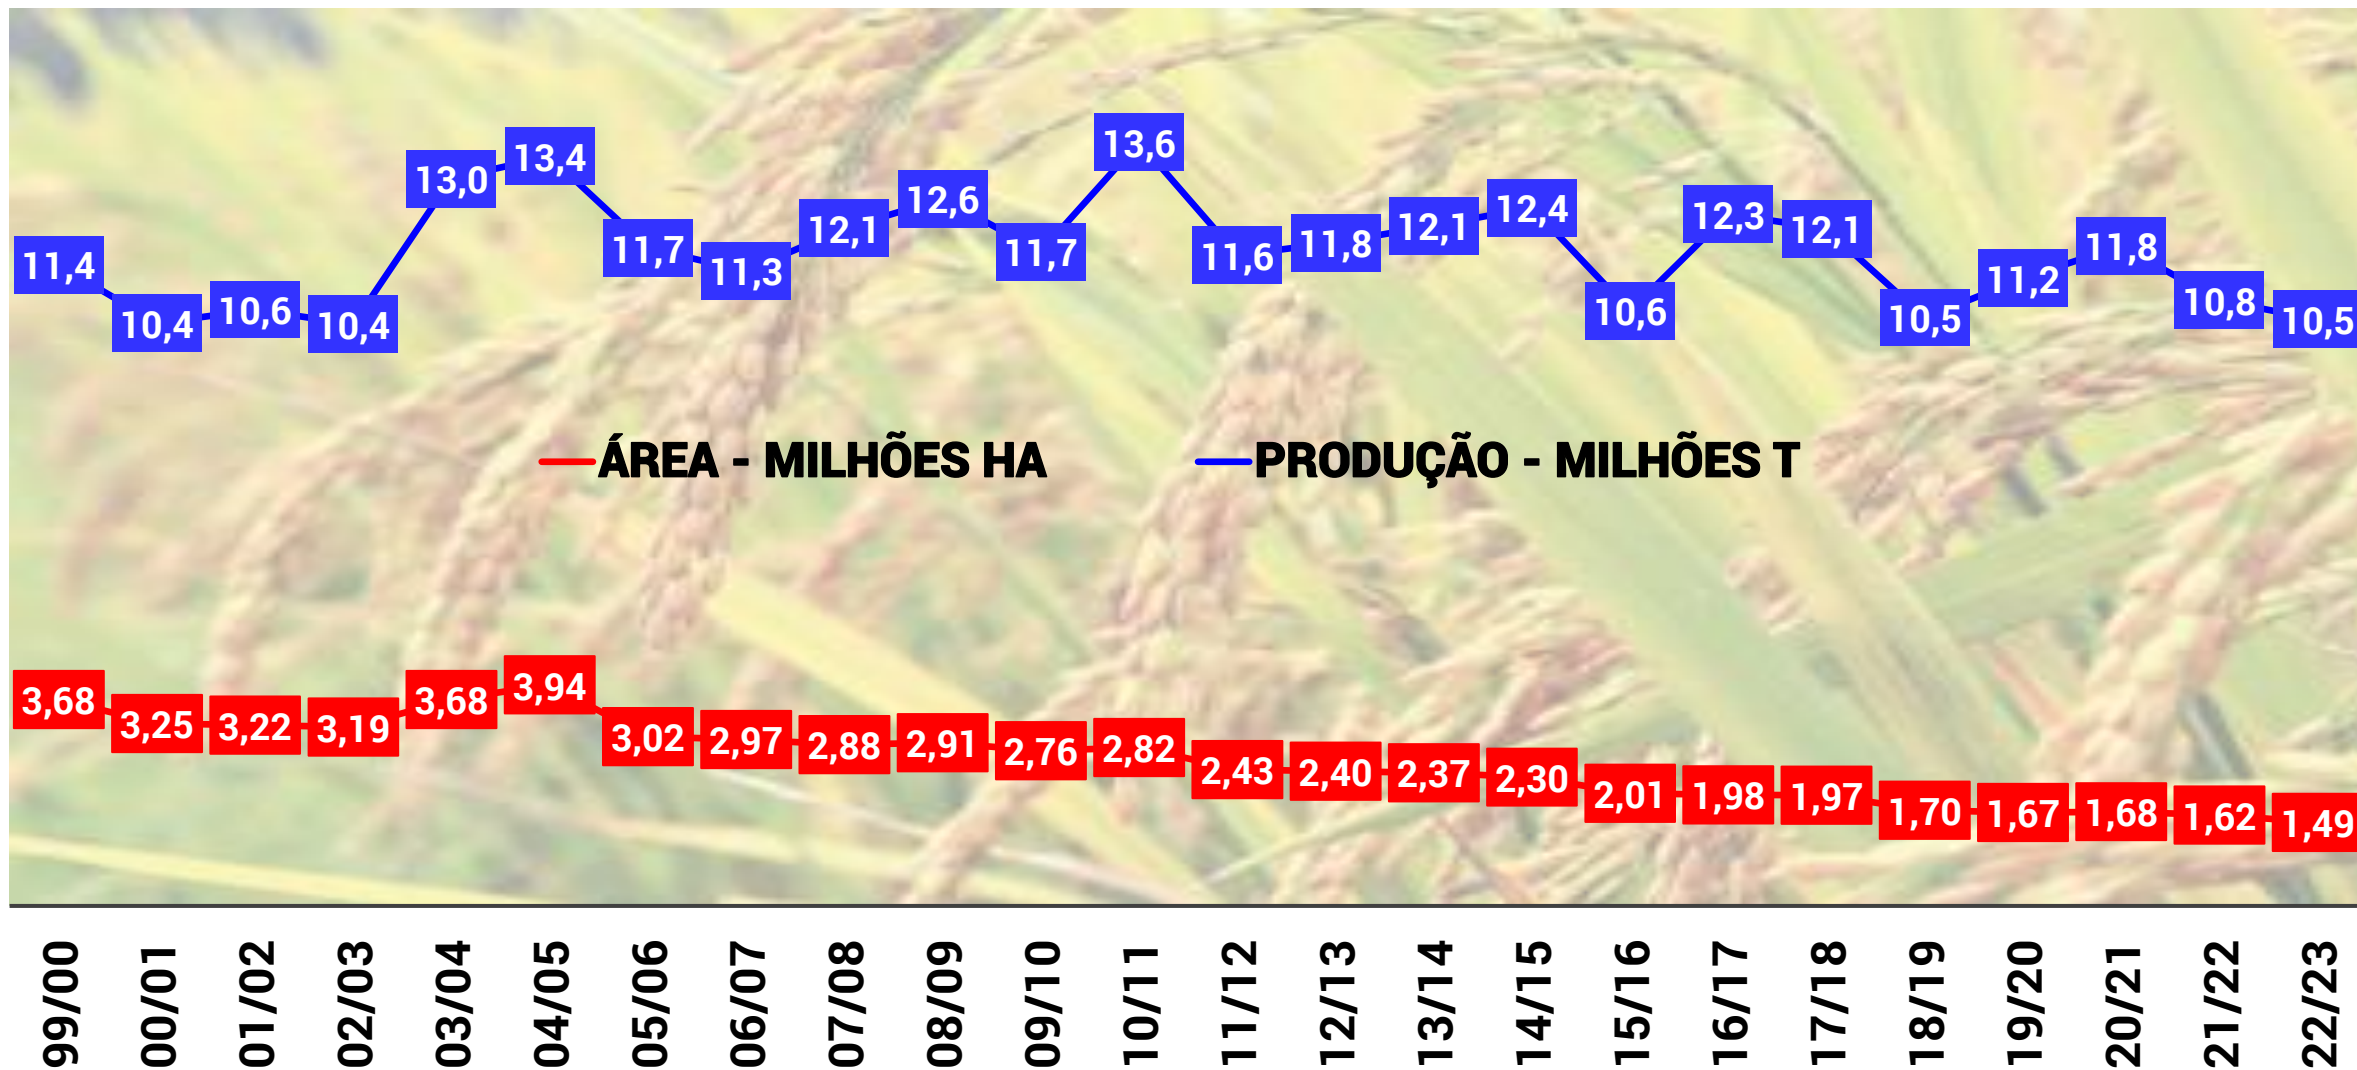 11,4 10,4 10,6 10,4 13,0 13,4 11,7 11,3 12,1 12,6 11,7 13,6 11,6 11,8 12,1 12,4 10,6 12,3 12,1 10,5 11,2 11,8 10,8 10,5
ÁREA - MILHÕES HA PRODUÇÃO - MILHÕES T
3,68 3,25 3,22 3,19 3,68 3,94 3,02 2,97 2,88 2,91 2,76 2,82 2,43 2,40 2,37 2,30 2,01 1,98 1,97 1,70 1,67 1,68 1,62 1,49
99/00 00/01 01/02 02/03 03/04 04/05 05/06 06/07 07/08 08/09 09/10 10/11 11/12 12/13 13/14 14/15 15/16 16/17 17/18 18/19 19/20 20/21 21/22 22/23